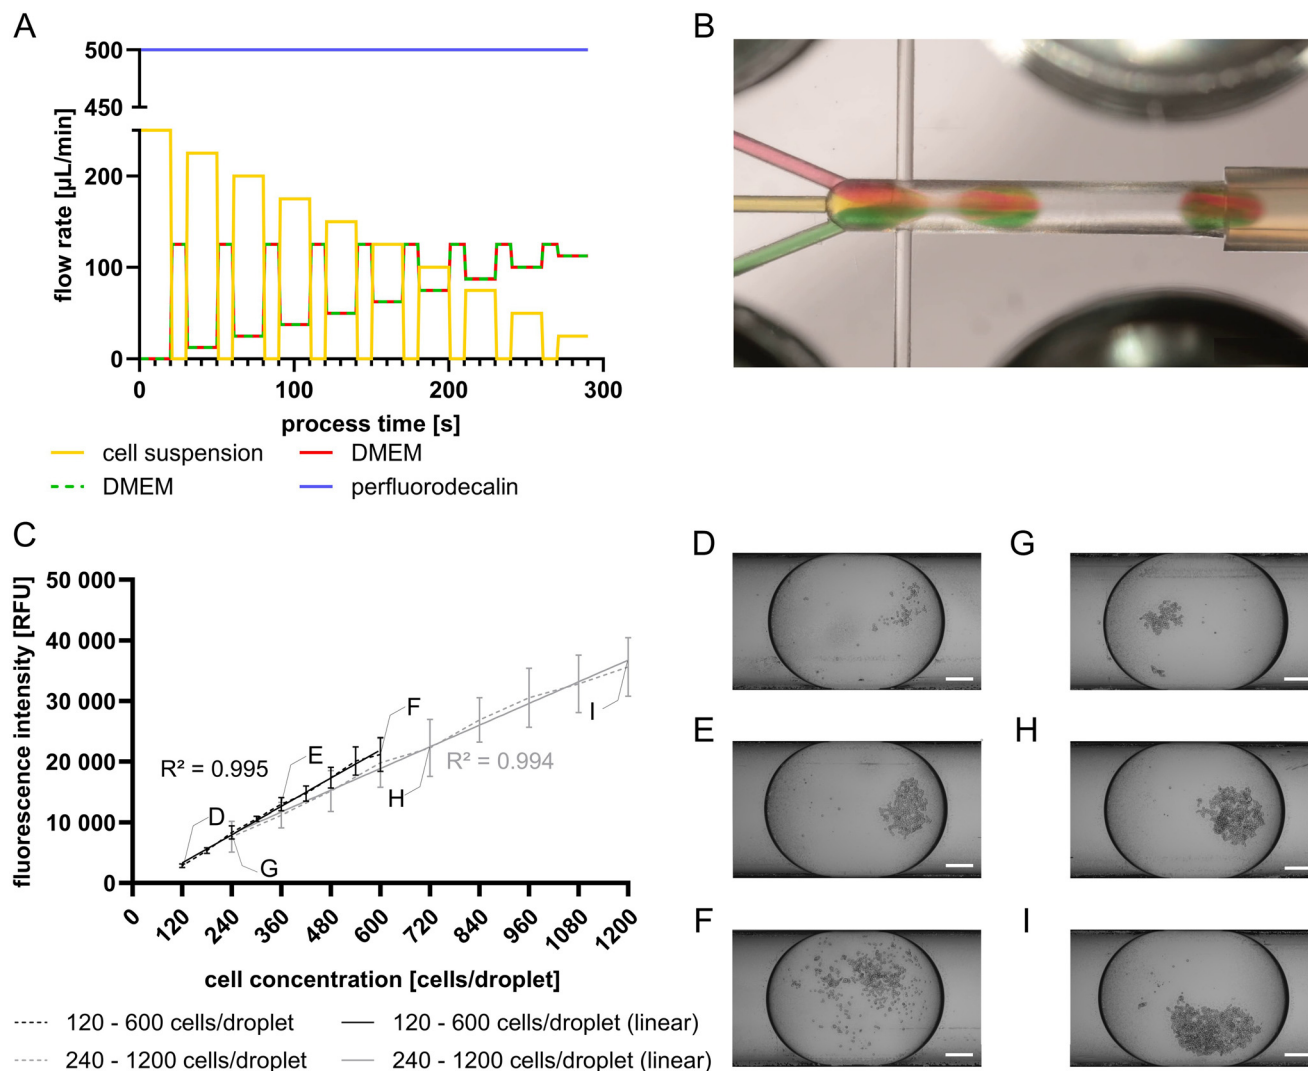 A
500
450
200
100
0
flow rate [µL/min]
0
100
200
300
process time [s]
cell suspension
DMEM
DMEM
perfluorodecalin
B
C
50 000
40 000
30 000
20 000
10 000
0
fluorescence intensity [RFU]
R² = 0.995
R² = 0.994
D
E
F
G
H
I
0
120
240
360
480
600
720
840
960
1080
1200
cell concentration [cells/droplet]
120 - 600 cells/droplet
120 - 600 cells/droplet (linear)
240 - 1200 cells/droplet
240 - 1200 cells/droplet (linear)
D
G
E
H
F
I